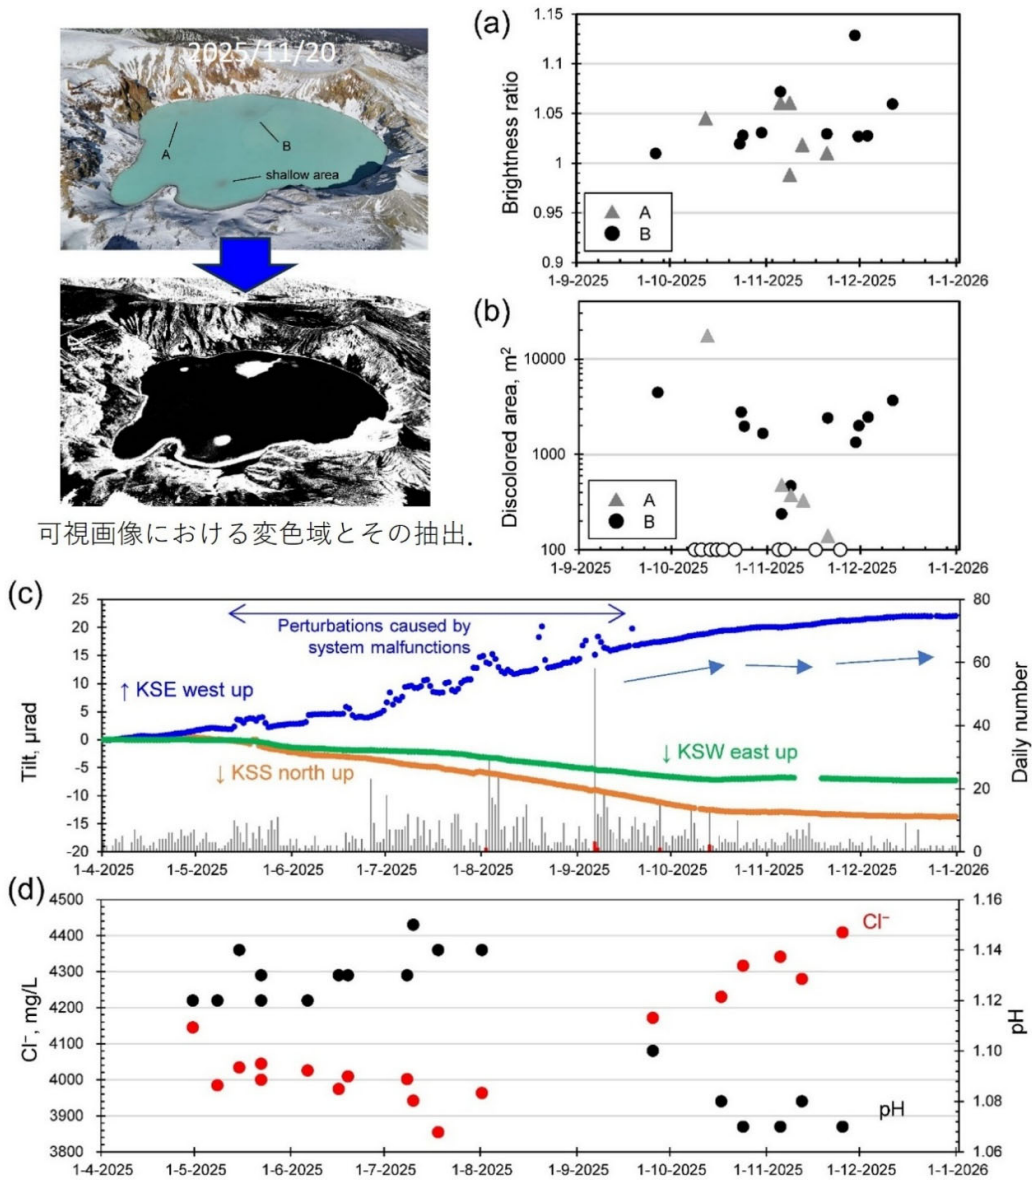 2025/11/20
A
B
shallow area
可視画像における変色域とその抽出.
(a)
Brightness ratio
1.15
1.1
1.05
1
0.95
0.9
A
B
1-9-2025
1-10-2025
1-11-2025
1-12-2025
1-1-2026
(b)
Discolored area, m²
10000
1000
100
A
B
1-9-2025
1-10-2025
1-11-2025
1-12-2025
1-1-2026
(c)
Tilt, μrad
25
20
15
10
5
0
-5
-10
-15
-20
Perturbations caused by
system malfunctions
↑ KSE west up
↓ KSW east up
↓ KSS north up
80
60
40
20
0
Daily number
1-4-2025
1-5-2025
1-6-2025
1-7-2025
1-8-2025
1-9-2025
1-10-2025
1-11-2025
1-12-2025
1-1-2026
(d)
Cl⁻, mg/L
4500
4400
4300
4200
4100
4000
3900
3800
Cl⁻
pH
1.16
1.14
1.12
1.10
1.08
1.06
pH
1-4-2025
1-5-2025
1-6-2025
1-7-2025
1-8-2025
1-9-2025
1-10-2025
1-11-2025
1-12-2025
1-1-2026